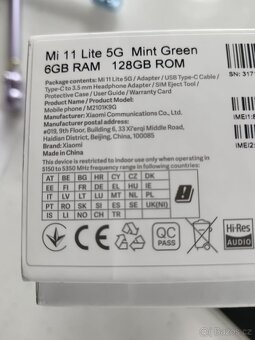 Mi 11 Lite 5G Mint Green
6GB RAM 128GB ROM
Package contents: Mi 11 Lite 5G / Adapter / USB Type-C Cable /
Type-C to 3.5 mm Headphone Adapter / SIM Eject Tool /
Protective Case / User Guide / Warranty Card
Mobile phone / M2101K9G
Manufacturer: Xiaomi Communications Co., Ltd.
Manufacturer postal address:
#019, 9th Floor, Building 6, 33 Xi'erqi Middle Road,
Haidian District, Beijing, China, 100085
Brand: Xiaomi
Made in China
This device is restricted to indoor use only when operating in
5150 to 5350 MHz frequency range in following countries:
AT BE BG HR CY CZ DK
EE FI FR DE EL HU IE
IT LV LT LU MT NL PL
PT RO SK SI ES SE UK(NI)
IS LI NO CH TR
QC
PASS
Hi-Res
AUDIO
SN: 317
IMEI1:8
IMEI2: